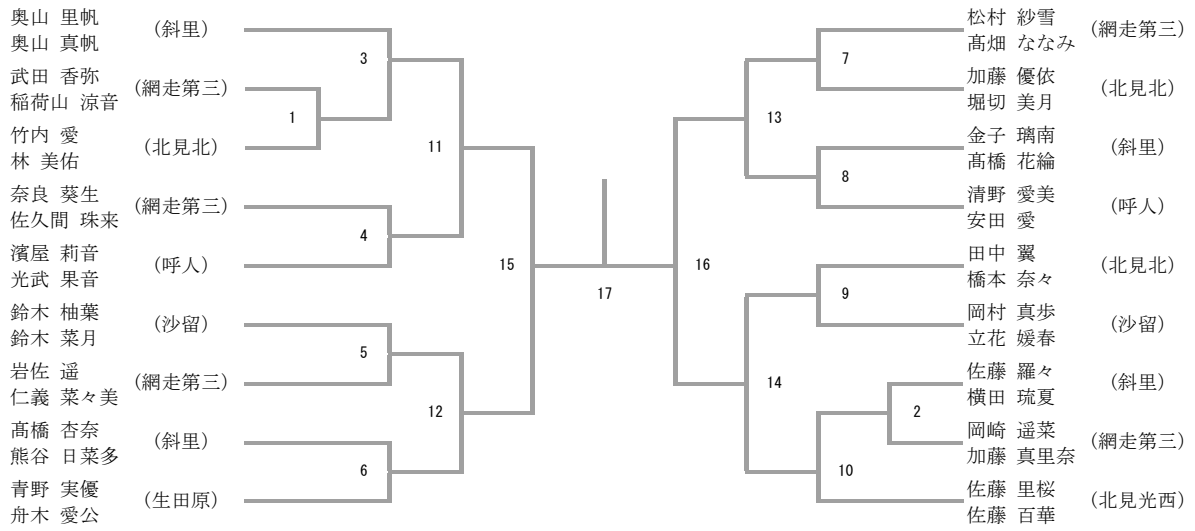 奥山 里帆
奥山 真帆
(斜里)
武田 香弥
稲荷山 涼音
(網走第三)
竹内 愛
林 美佑
(北見北)
奈良 葵生
佐久間 珠来
(網走第三)
濱屋 莉音
光武 果音
(呼人)
鈴木 柚葉
鈴木 菜月
(沙留)
岩佐 遥
仁義 菜々美
(網走第三)
髙橋 杏奈
熊谷 日菜多
(斜里)
青野 実優
舟木 愛公
(生田原)
3
1
11
4
15
5
12
6
17
16
7
13
8
9
14
2
10
松村 紗雪
髙畑 ななみ
(網走第三)
加藤 優依
堀切 美月
(北見北)
金子 璃南
髙橋 花綸
(斜里)
清野 愛美
安田 愛
(呼人)
田中 翼
橋本 奈々
(北見北)
岡村 真歩
立花 媛春
(沙留)
佐藤 羅々
横田 琉夏
(斜里)
岡崎 遥菜
加藤 真里奈
(網走第三)
佐藤 里桜
佐藤 百華
(北見光西)